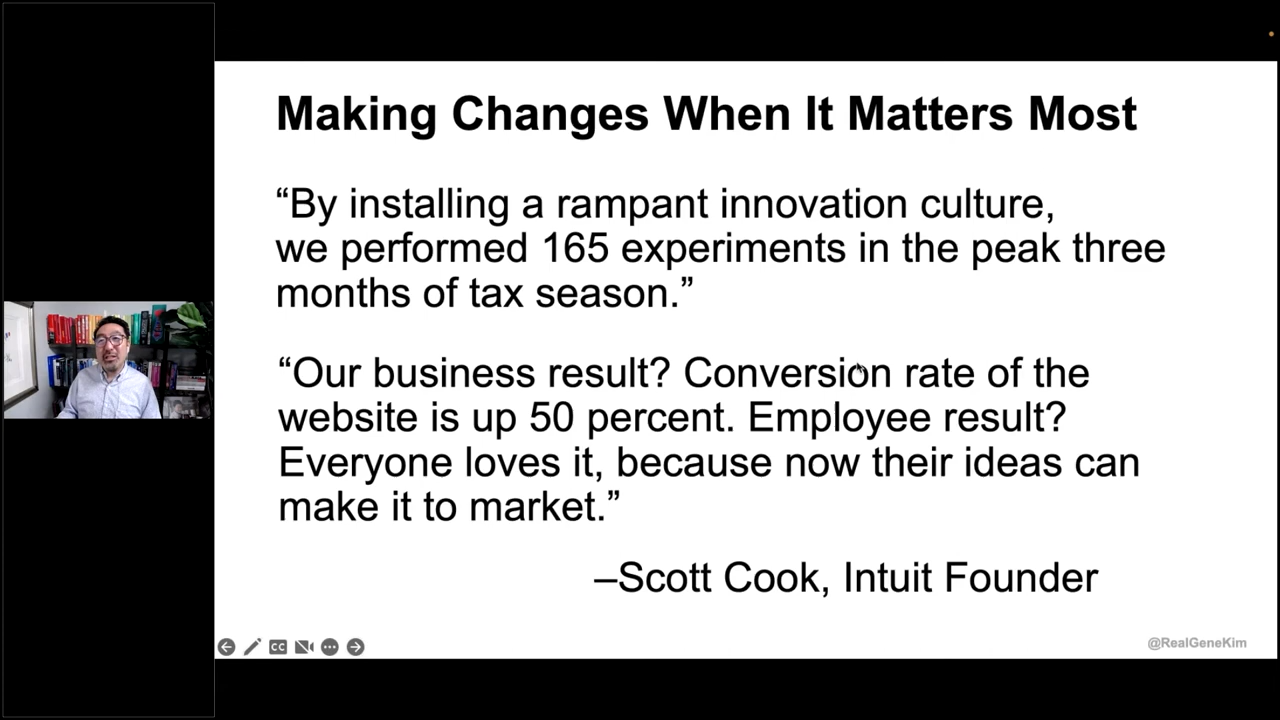 Making Changes When It Matters Most
“By installing a rampant innovation culture,
we performed 165 experiments in the peak three
months of tax season.”
“Our business result? Conversion rate of the
website is up 50 percent. Employee result?
Everyone loves it, because now their ideas can
make it to market.”
–Scott Cook, Intuit Founder
CC
@RealGeneKim